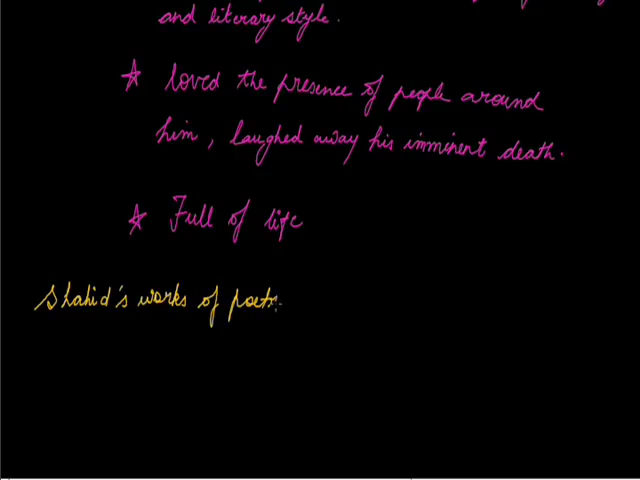 and literary style.
☆ loved the presence of people around
him, laughed away his imminent death.
☆ Full of life
Shahid's works of poetr